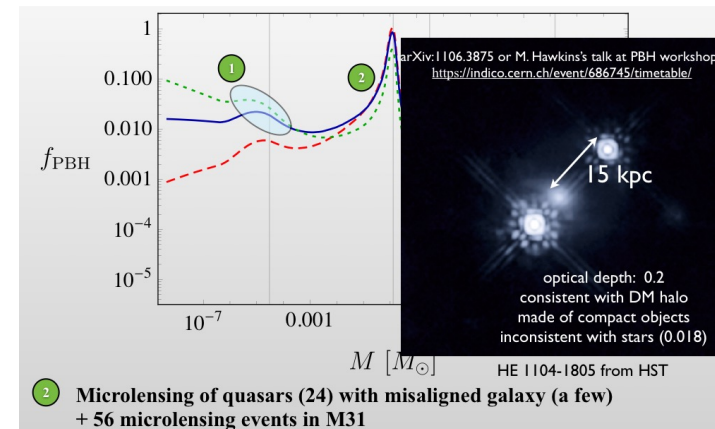 1
0.100
0.010
0.001
10⁻⁴
10⁻⁵
f_PBH
10⁻⁷
0.001
M [M⊙]
1
2
arXiv:1106.3875 or M. Hawkins's talk at PBH workshop
https://indico.cern.ch/event/686745/timetable/
15 kpc
optical depth: 0.2
consistent with DM halo
made of compact objects
inconsistent with stars (0.018)
HE 1104-1805 from HST
2 Microlensing of quasars (24) with misaligned galaxy (a few)
+ 56 microlensing events in M31